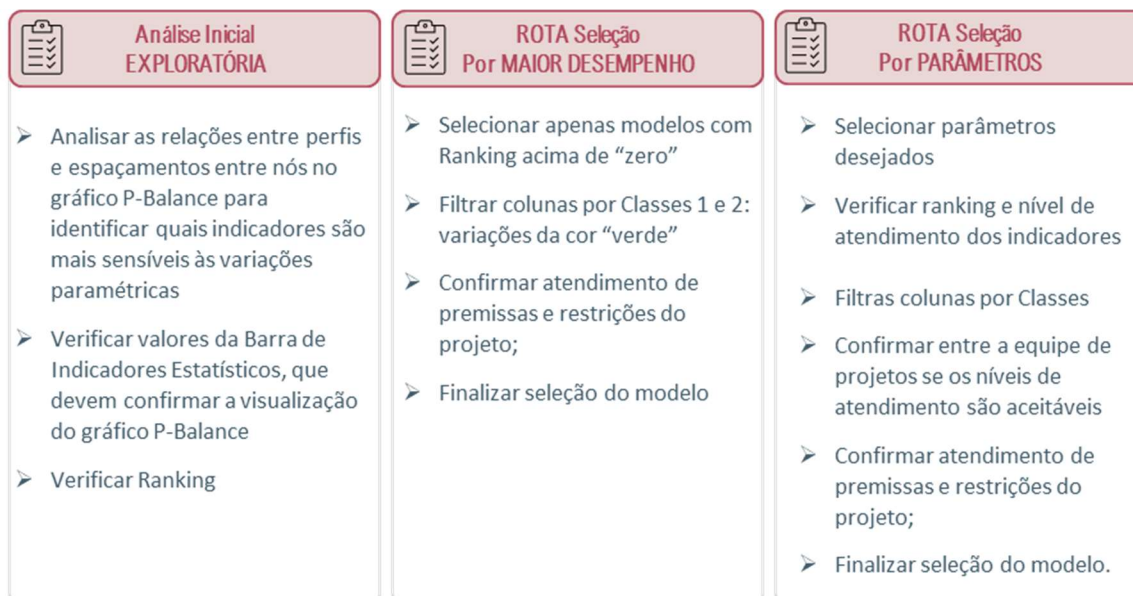 Análise Inicial
EXPLORATÓRIA
Analisar as relações entre perfis
e espaçamentos entre nós no
gráfico P-Balance para
identificar quais indicadores são
mais sensíveis às variações
paramétricas
Verificar valores da Barra de
Indicadores Estatísticos, que
devem confirmar a visualização
do gráfico P-Balance
Verificar Ranking
ROTA Seleção
Por MAIOR DESEMPENHO
Selecionar apenas modelos com
Ranking acima de “zero”
Filtrar colunas por Classes 1 e 2:
variações da cor “verde”
Confirmar atendimento de
premissas e restrições do
projeto;
Finalizar seleção do modelo
ROTA Seleção
Por PARÂMETROS
Selecionar parâmetros
desejados
Verificar ranking e nível de
atendimento dos indicadores
Filtras colunas por Classes
Confirmar entre a equipe de
projetos se os níveis de
atendimento são aceitáveis
Confirmar atendimento de
premissas e restrições do
projeto;
Finalizar seleção do modelo.